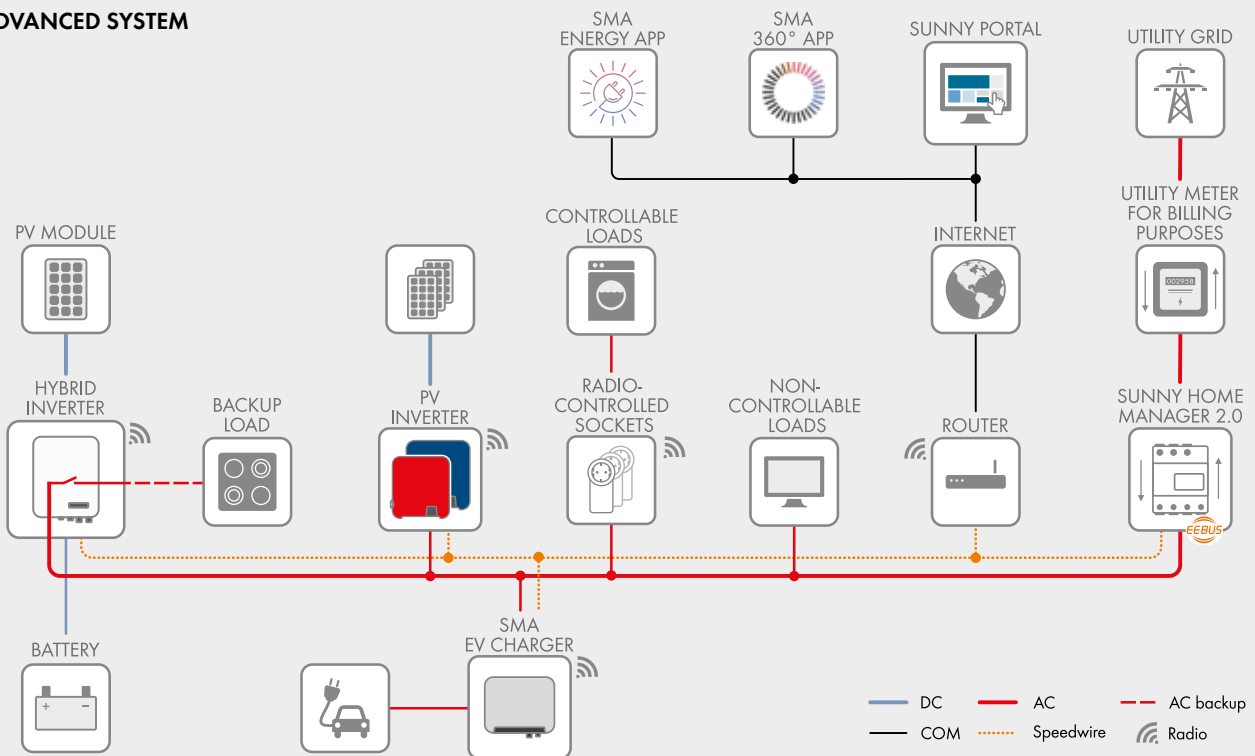 DVANCED SYSTEM
SMA
ENERGY APP
SMA
360° APP
SUNNY PORTAL
UTILITY GRID
UTILITY METER
FOR BILLING
PURPOSES
002958
CONTROLLABLE
LOADS
INTERNET
PV MODULE
HYBRID
INVERTER
BACKUP
LOAD
PV
INVERTER
RADIO-
CONTROLLED
SOCKETS
NON-
CONTROLLABLE
LOADS
ROUTER
SUNNY HOME
MANAGER 2.0
EEBUS
BATTERY
+ −
SMA
EV CHARGER
DC
AC
AC backup
COM
Speedwire
Radio